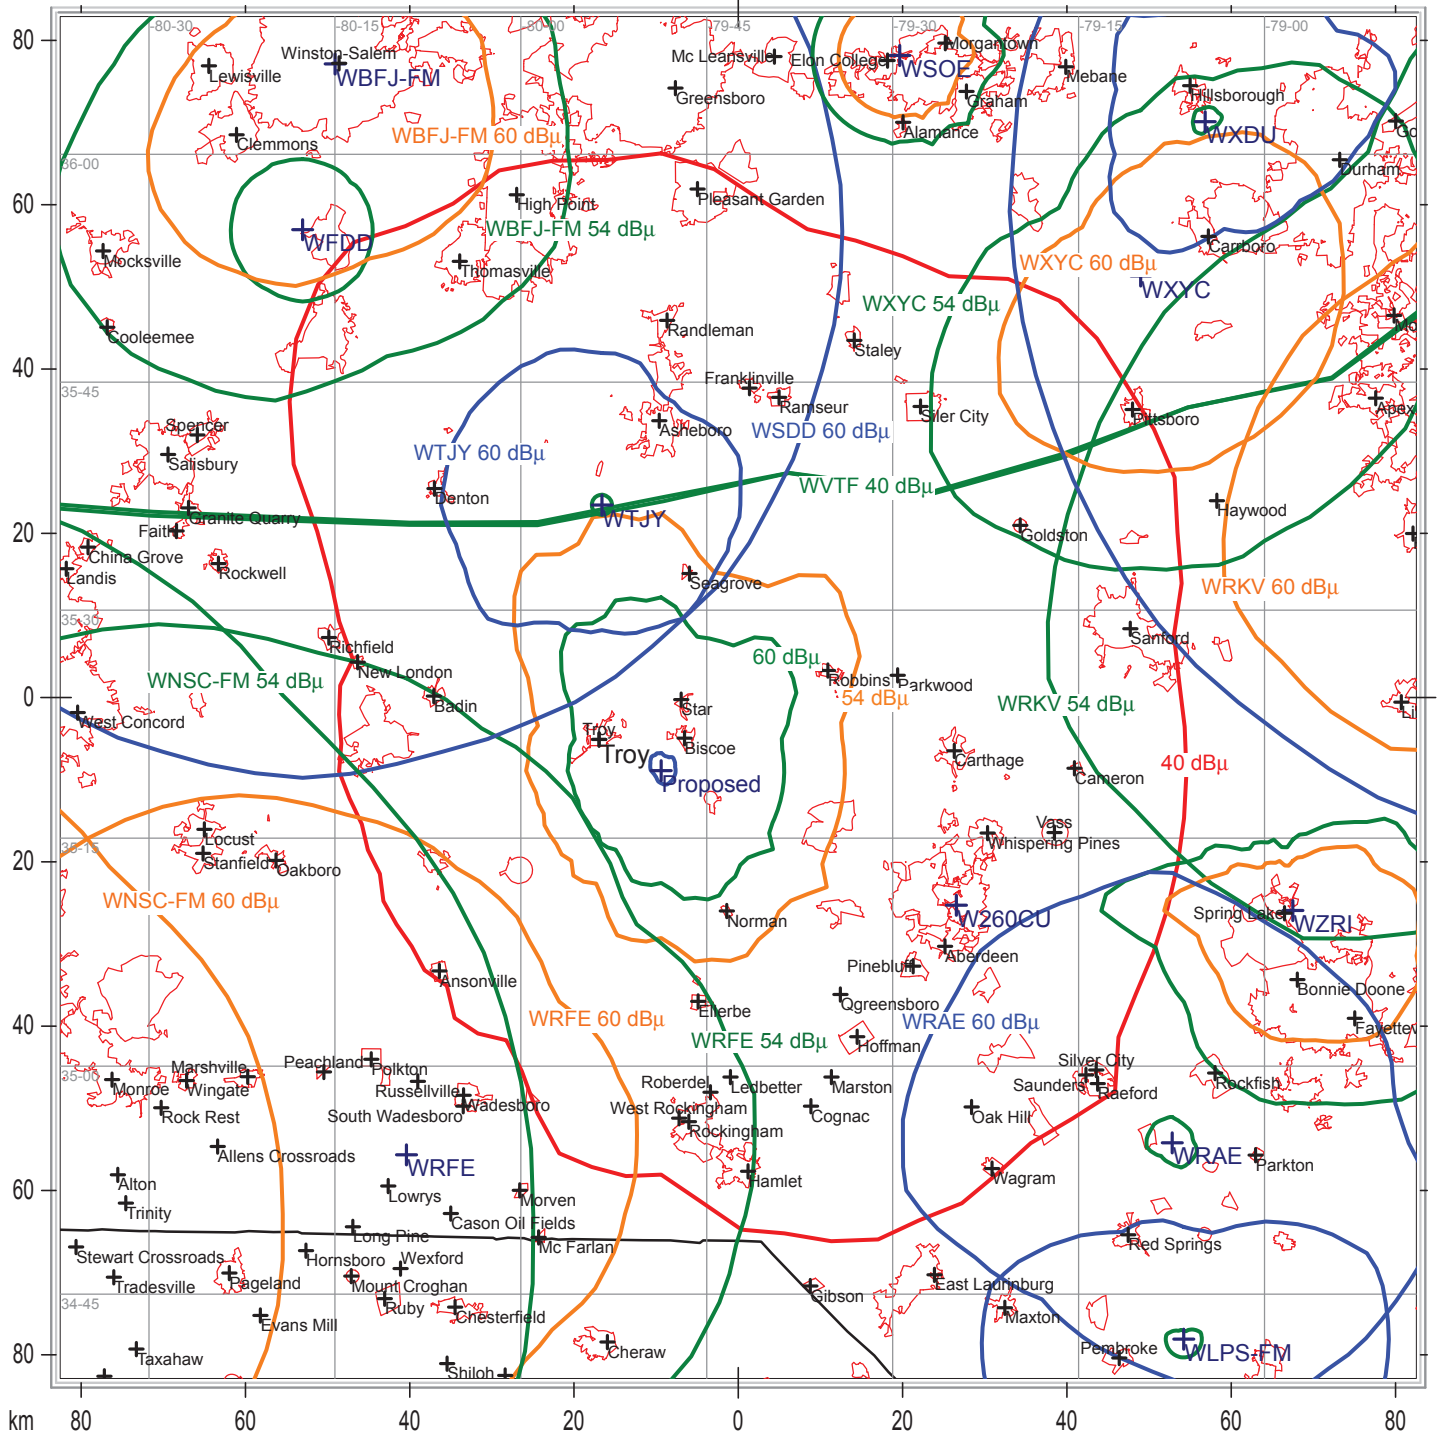 80
-80-30
-80-15
-80-00
-79-45
-79-30
-79-15
-79-00
Winston-Salem
Mc Leansville
Elon College
Morgantown
Lewisville
WBFJ-FM
WSOE
Mebane
Greensboro
Graham
Hillsborough
WBFJ-FM 60 dBµ
Alamance
WXDU
Go
Clemmons
36-00
Durham
60
High Point
Pleasant Garden
WFDD
WBFJ-FM 54 dBµ
Carrboro
Mocksville
Thomasville
WXYC 60 dBµ
WXYC
WXYC 54 dBµ
Cooleemee
Randleman
Mo
Staley
40
Franklinville
35-45
Ramseur
Siler City
Pittsboro
Apex
Spencer
Asheboro
WSDD 60 dBµ
WTJY 60 dBµ
Salisbury
WVTF 40 dBµ
Denton
Haywood
Granite Quarry
WTJY
20
Faith
Goldston
China Grove
Landis
Rockwell
Seagrove
WRKV 60 dBµ
35-30
Richfield
Sanford
60 dBµ
New London
WNSC-FM 54 dBµ
Robbins
Parkwood
0
54 dBµ
WRKV 54 dBµ
Badin
Star
West Concord
Li
Troy
Troy
Biscoe
Carthage
40 dBµ
Proposed
Cameron
Vass
35-15
Locust
Whispering Pines
20
Stanfield
Oakboro
WNSC-FM 60 dBµ
Norman
W260CU
Spring Lake
WZRI
Aberdeen
Pinebluff
Ansonville
Bonnie Doone
Ellerbe
Qgreensboro
40
WRFE 60 dBµ
WRAE 60 dBµ
Fayette
WRFE 54 dBµ
Hoffman
Peachland
Silver City
Marshville
Polkton
35-00
Monroe
Wingate
Russellville
Roberdel
Ledbetter
Marston
Saunders
Raeford
Rockfish
Rock Rest
South Wadesboro
Wadesboro
West Rockingham
Cognac
Oak Hill
Rockingham
Allens Crossroads
WRFE
WRAE
Parkton
Alton
Hamlet
Wagram
60
Lowrys
Morven
Trinity
Cason Oil Fields
Long Pine
Mc Farlan
Red Springs
Stewart Crossroads
Hornsboro
Wexford
Tradesville
Pageland
Mount Croghan
East Laurinburg
Gibson
34-45
Ruby
Chesterfield
Maxton
Evans Mill
Taxahaw
Cheraw
Pembroke
WLPS-FM
80
Shiloh
km
80
60
40
20
0
20
40
60
80